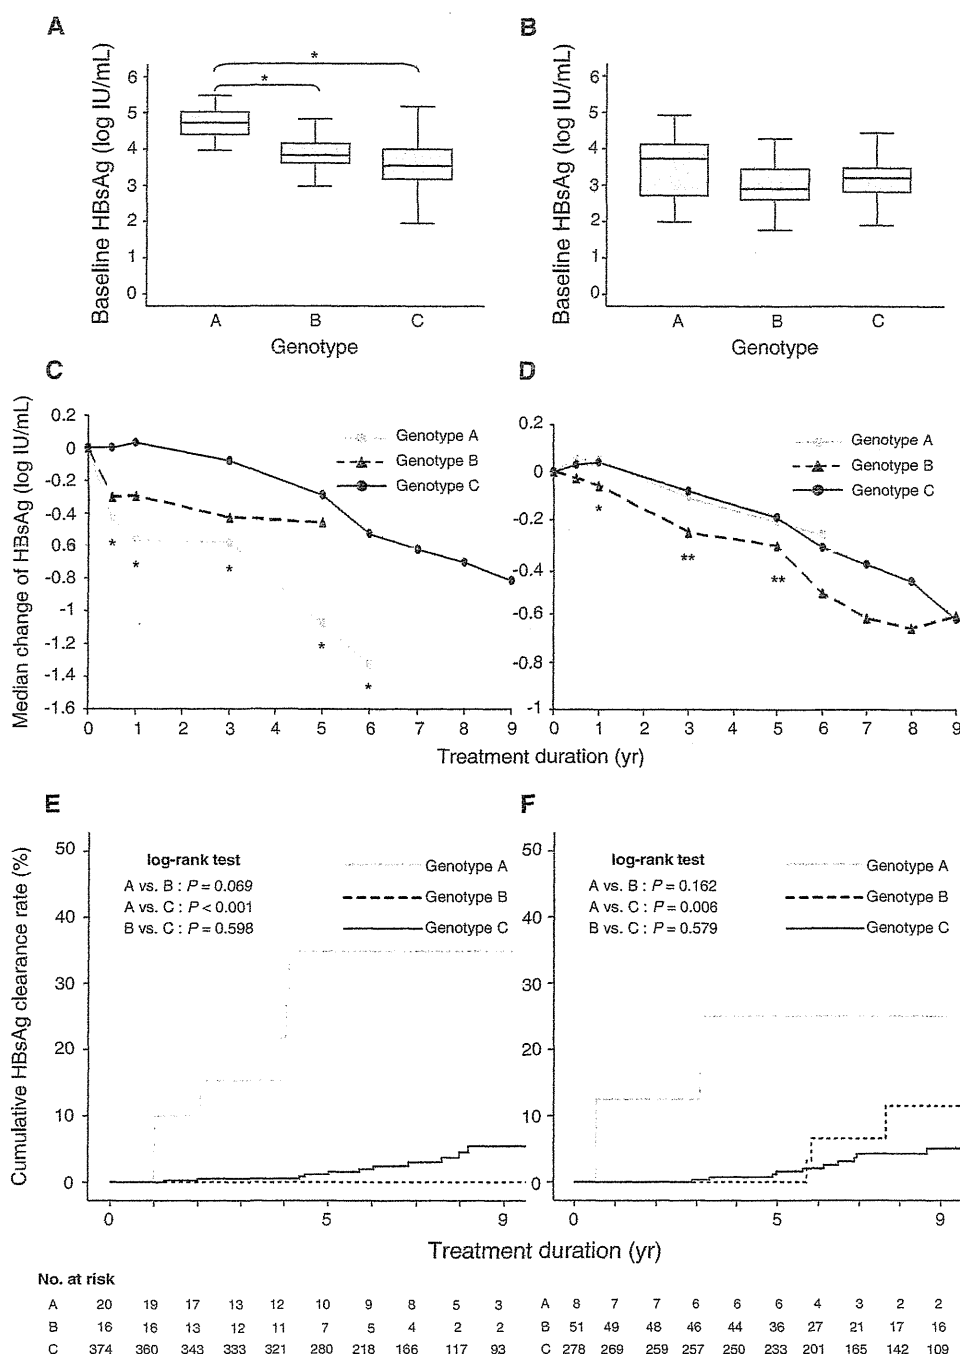 A
Baseline HBsAg (log IU/mL)
6
5
4
3
2
1
0
*
*
A B C
Genotype
B
Baseline HBsAg (log IU/mL)
6
5
4
3
2
1
0
A B C
Genotype
C
Median change of HBsAg (log IU/mL)
0.2
0
-0.2
-0.4
0.6
-0.8
-1
-1.2
-1.4
-1.6
Genotype A
Genotype B
Genotype C
*
*
*
*
*
0 1 2 3 4 5 6 7 8 9
D
0.2
0
-0.2
-0.4
-0.6
-0.8
-1
Genotype A
Genotype B
Genotype C
*
**
**
0 1 2 3 4 5 6 7 8 9
Treatment duration (yr)
E
Cumulative HBsAg clearance rate (%)
50
40
30
20
10
0
log-rank test
A vs. B : P = 0.069
A vs. C : P < 0.001
B vs. C : P = 0.598
Genotype A
Genotype B
Genotype C
0 5 9
F
50
40
30
20
10
0
log-rank test
A vs. B : P = 0.162
A vs. C : P = 0.006
B vs. C : P = 0.579
Genotype A
Genotype B
Genotype C
0 5 9
Treatment duration (yr)
No. at risk
A 20 19 17 13 12 10 9 8 5 3
B 16 16 13 12 11 7 5 4 2 2
C 374 360 343 333 321 280 218 166 117 93
A 8 7 7 6 6 6 4 3 2 2
B 51 49 48 46 44 36 27 21 17 16
C 278 269 259 257 250 233 201 165 142 109